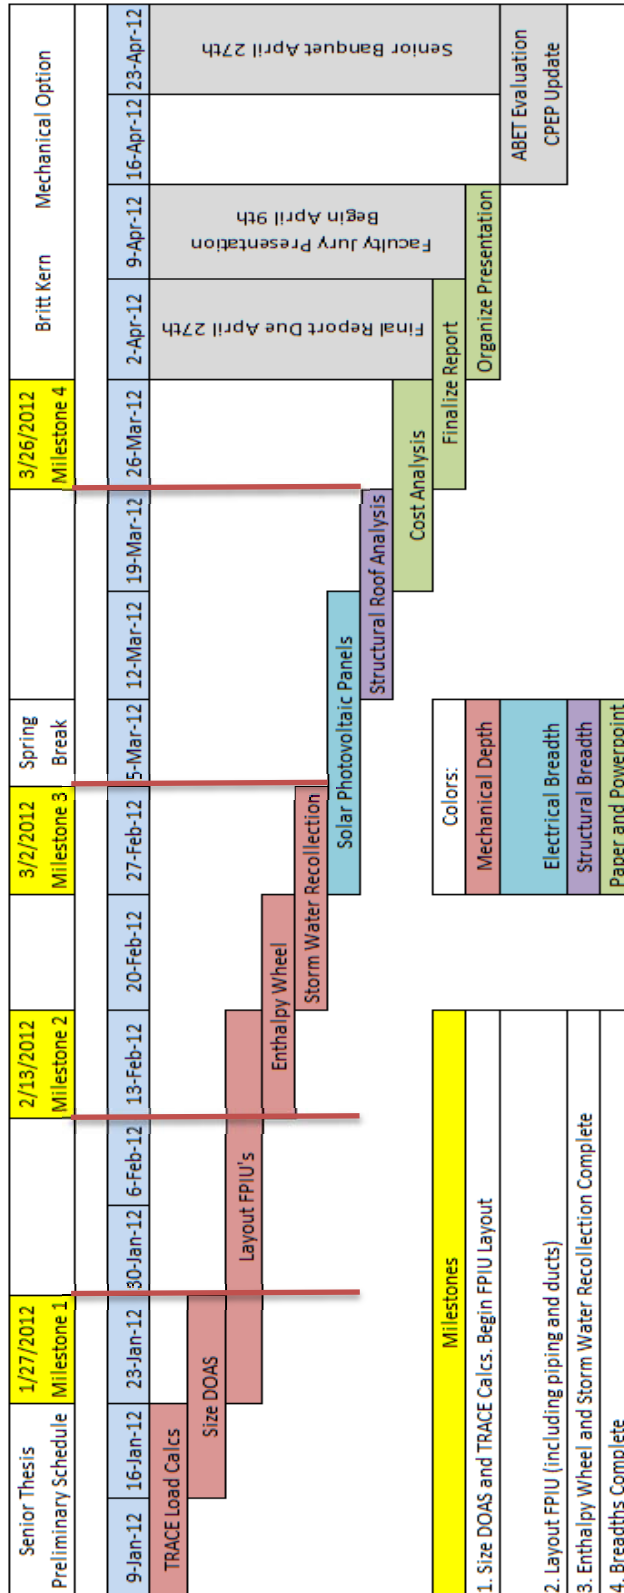 Senior Thesis
Preliminary Schedule
1/27/2012
Milestone 1
2/13/2012
Milestone 2
3/2/2012
Milestone 3
Spring
Break
3/26/2012
Milestone 4
Britt Kern
Mechanical Option
9-Jan-12
16-Jan-12
23-Jan-12
30-Jan-12
6-Feb-12
13-Feb-12
20-Feb-12
27-Feb-12
5-Mar-12
12-Mar-12
19-Mar-12
26-Mar-12
2-Apr-12
9-Apr-12
16-Apr-12
23-Apr-12
TRACE Load Calcs
Size DOAS
Layout FPIU's
Enthalpy Wheel
Storm Water Recollection
Solar Photovoltaic Panels
Structural Roof Analysis
Cost Analysis
Finalize Report
Organize Presentation
Final Report Due April 27th
Faculty Jury Presentation
Begin April 9th
Senior Banquet April 27th
ABET Evaluation
CPEP Update
Milestones
1. Size DOAS and TRACE Calcs. Begin FPIU Layout
2. Layout FPIU (including piping and ducts)
3. Enthalpy Wheel and Storm Water Recollection Complete
4. Breadths Complete
Colors:
Mechanical Depth
Electrical Breadth
Structural Breadth
Paper and Powerpoint